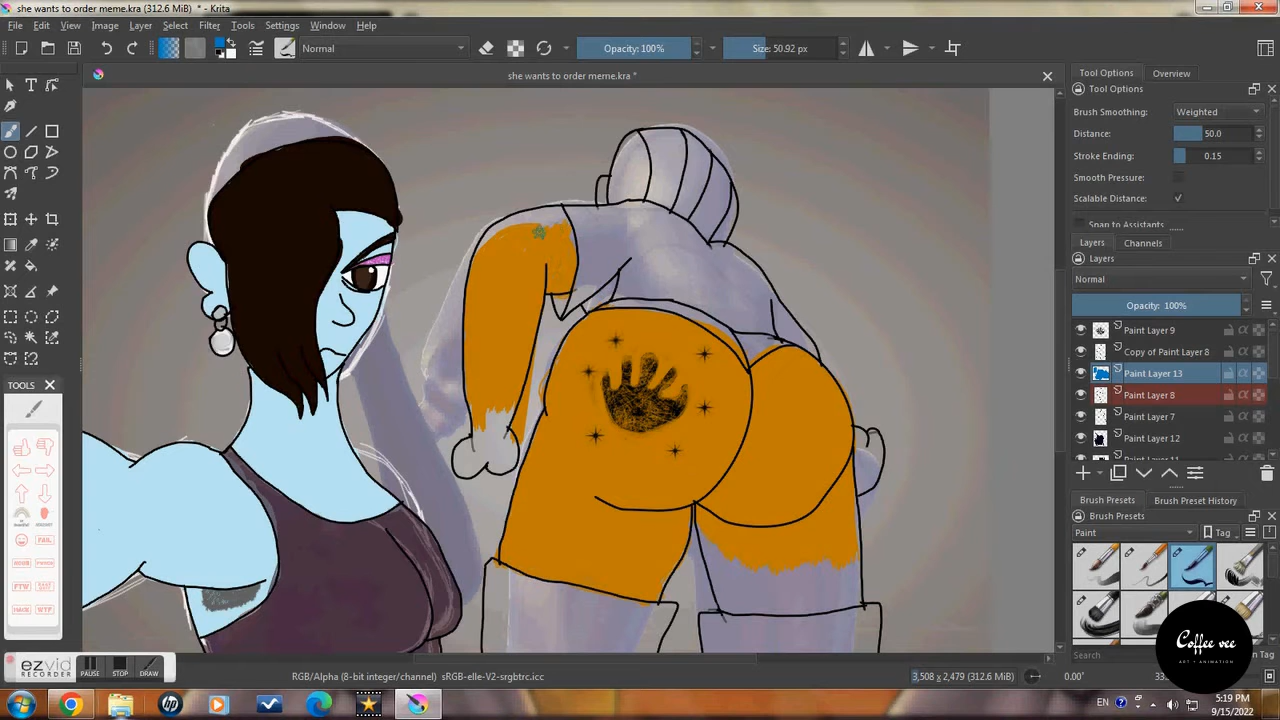 she wants to order meme.kra (312.6 MiB) * - Krita
File Edit View Image Layer Select Filter Tools Settings Window Help
Normal
Opacity: 100%
Size: 50.92 px
she wants to order meme.kra *
Tool Options Overview
Tool Options
Brush Smoothing: Weighted
Distance: 50.0
Stroke Ending: 0.15
Smooth Pressure:
Scalable Distance: ✓
Snap to Assistants
Layers Channels
Layers
Normal
Opacity: 100%
Paint Layer 9
Copy of Paint Layer 8
Paint Layer 13
Paint Layer 8
Paint Layer 7
Paint Layer 12
Brush Presets Brush Preset History
Brush Presets
Paint
Tag
Search
TOOLS
FAIL
FTW
WTF
Coffee vee
ART + ANIMATION
ezvid
RECORDER
PAUSE STOP DRAW
RGB/Alpha (8-bit integer/channel) sRGB-elle-V2-srgbtrc.icc
3,508 x 2,479 (312.6 MiB)
0.00°
EN
5:19 PM
9/15/2022